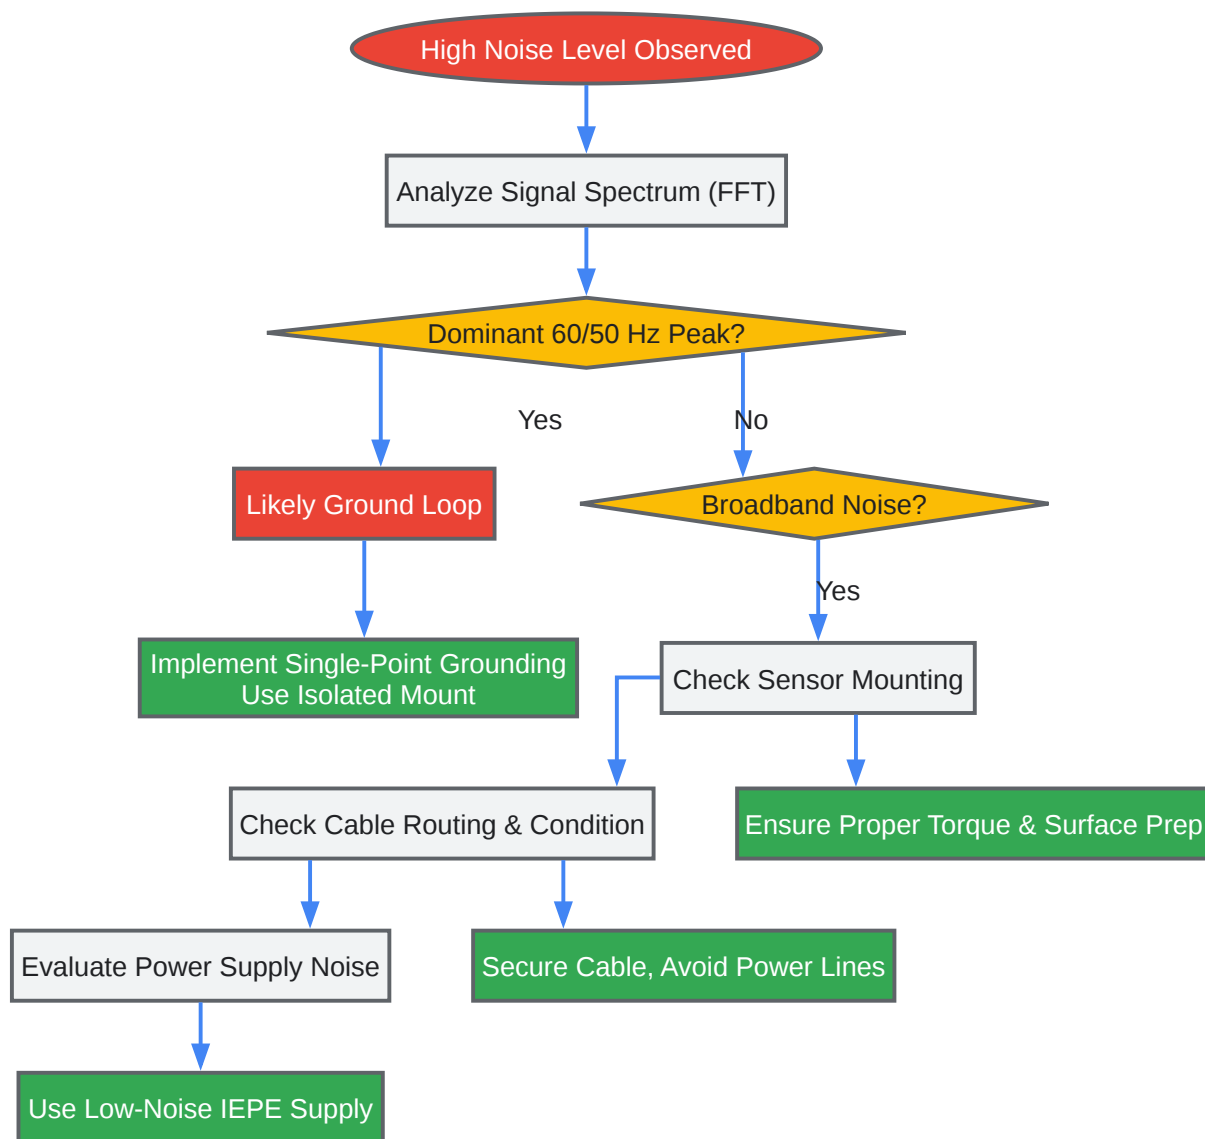 High Noise Level Observed
Analyze Signal Spectrum (FFT)
Dominant 60/50 Hz Peak?
Yes
No
Likely Ground Loop
Broadband Noise?
Yes
Implement Single-Point Grounding
Use Isolated Mount
Check Sensor Mounting
Check Cable Routing & Condition
Ensure Proper Torque & Surface Prep
Evaluate Power Supply Noise
Secure Cable, Avoid Power Lines
Use Low-Noise IEPE Supply